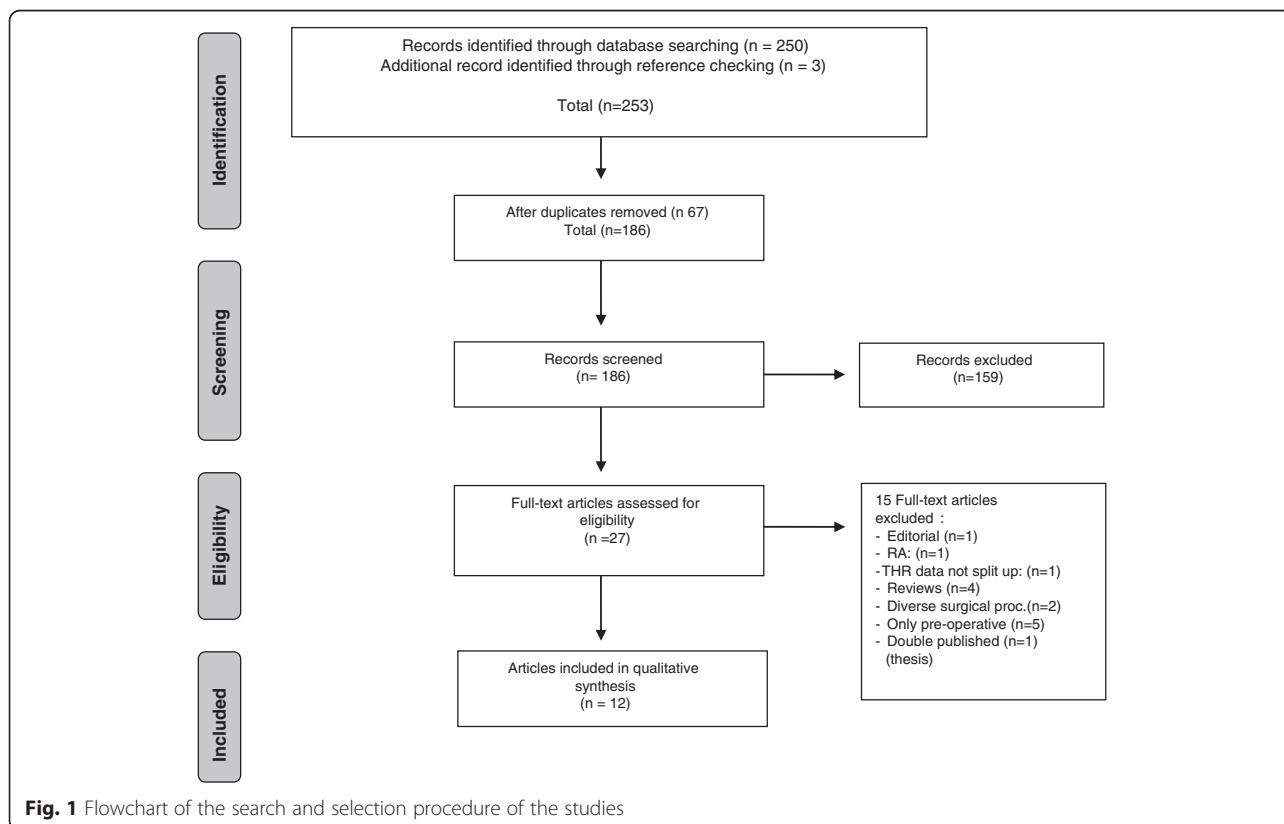 Identification
Records identified through database searching (n = 250)
Additional record identified through reference checking (n = 3)
Total (n=253)
After duplicates removed (n 67)
Total (n=186)
Screening
Records screened
(n= 186)
Records excluded
(n=159)
Eligibility
Full-text articles assessed for
eligibility
(n =27)
15 Full-text articles
excluded :
- Editorial (n=1)
- RA: (n=1)
-THR data not split up: (n=1)
- Reviews (n=4)
- Diverse surgical proc.(n=2)
- Only pre-operative (n=5)
- Double published (n=1)
(thesis)
Included
Articles included in qualitative
synthesis
(n = 12)
Fig. 1 Flowchart of the search and selection procedure of the studies